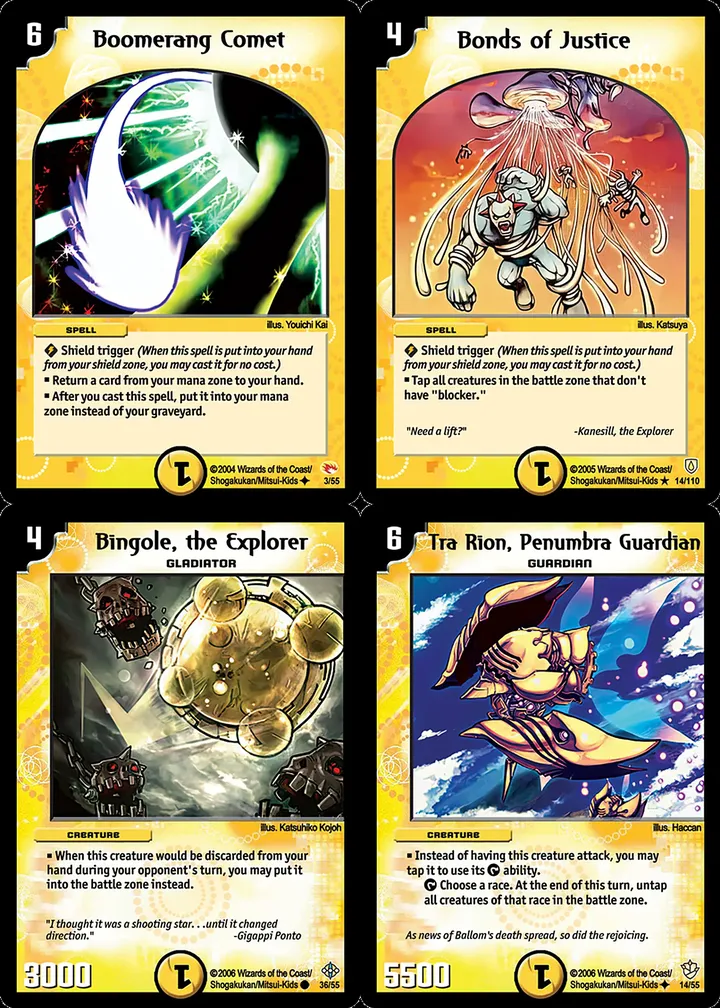 6 Boomerang Comet
illus. Youichi Kai
SPELL
Shield trigger (When this spell is put into your hand
from your shield zone, you may cast it for no cost.)
▪ Return a card from your mana zone to your hand.
▪ After you cast this spell, put it into your mana
zone instead of your graveyard.
1
©2004 Wizards of the Coast/
Shogakukan/Mitsui-Kids 3/55
4 Bonds of Justice
illus. Katsuya
SPELL
Shield trigger (When this spell is put into your hand
from your shield zone, you may cast it for no cost.)
▪ Tap all creatures in the battle zone that don't
have "blocker."
"Need a lift?" -Kanesill, the Explorer
1
©2005 Wizards of the Coast/
Shogakukan/Mitsui-Kids ★ 14/110
4 Bingole, the Explorer
GLADIATOR
illus. Katsuhiko Kojoh
CREATURE
▪ When this creature would be discarded from your
hand during your opponent's turn, you may put it
into the battle zone instead.
"I thought it was a shooting star. . .until it changed
direction." -Gigappi Ponto
3000
1
©2006 Wizards of the Coast/
Shogakukan/Mitsui-Kids ● 36/55
6 Tra Rion, Penumbra Guardian
GUARDIAN
illus. Haccan
CREATURE
▪ Instead of having this creature attack, you may
tap it to use its ability.
Choose a race. At the end of this turn, untap
all creatures of that race in the battle zone.
As news of Ballom's death spread, so did the rejoicing.
5500
1
©2006 Wizards of the Coast/
Shogakukan/Mitsui-Kids 14/55